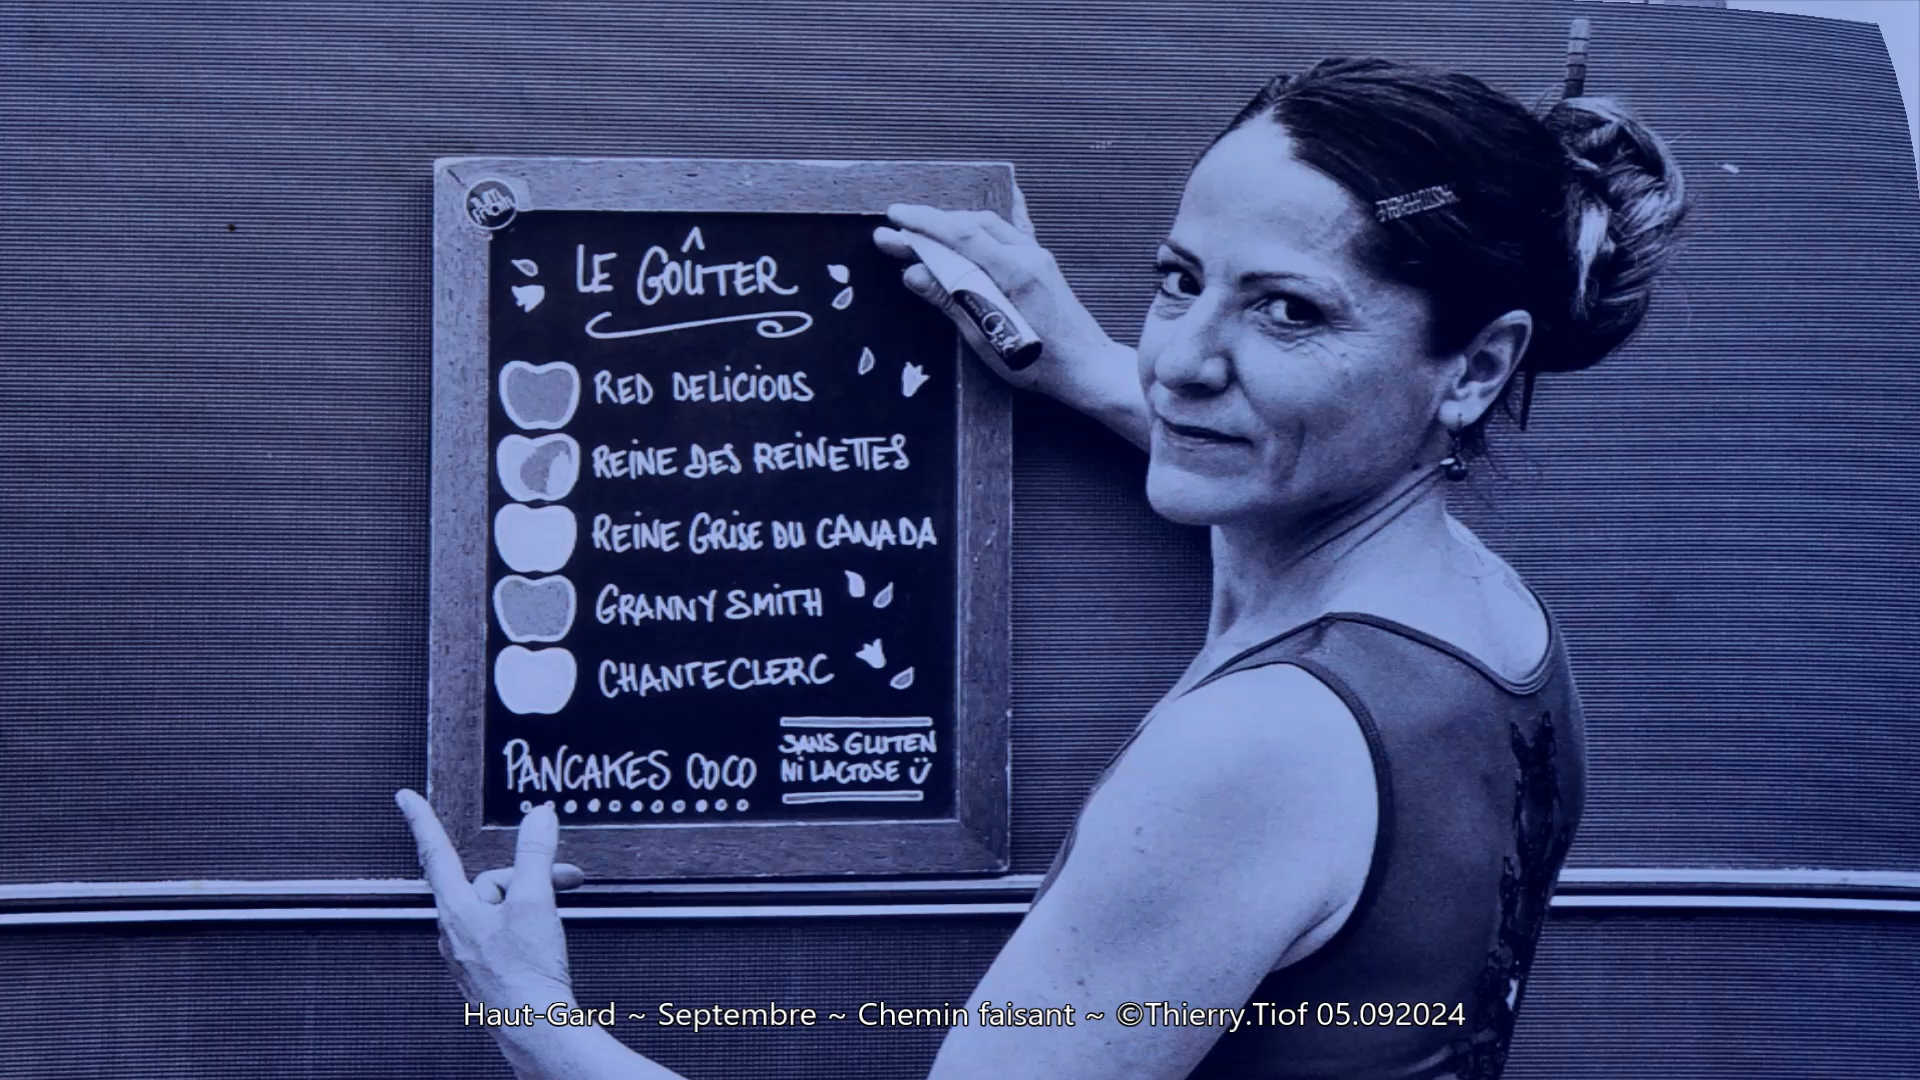 LE GOÛTER
RED DELICIOUS
REINE DES REINETTES
REINE GRISE DU CANADA
GRANNY SMITH
CHANTECLERC
PANCAKES COCO
SANS GLUTEN
Ni LACTOSE
Haut-Gard ~ Septembre ~ Chemin faisant ~ ©Thierry.Tiof 05.092024